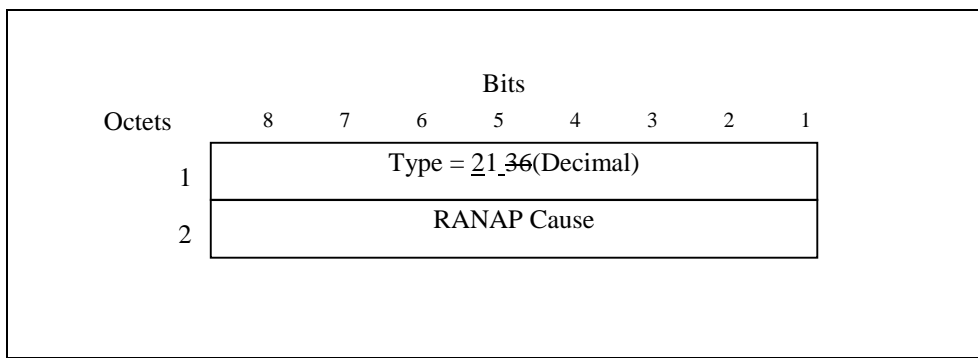 Bits
Octets 8 7 6 5 4 3 2 1
1 Type = 21 36(Decimal)
2 RANAP Cause